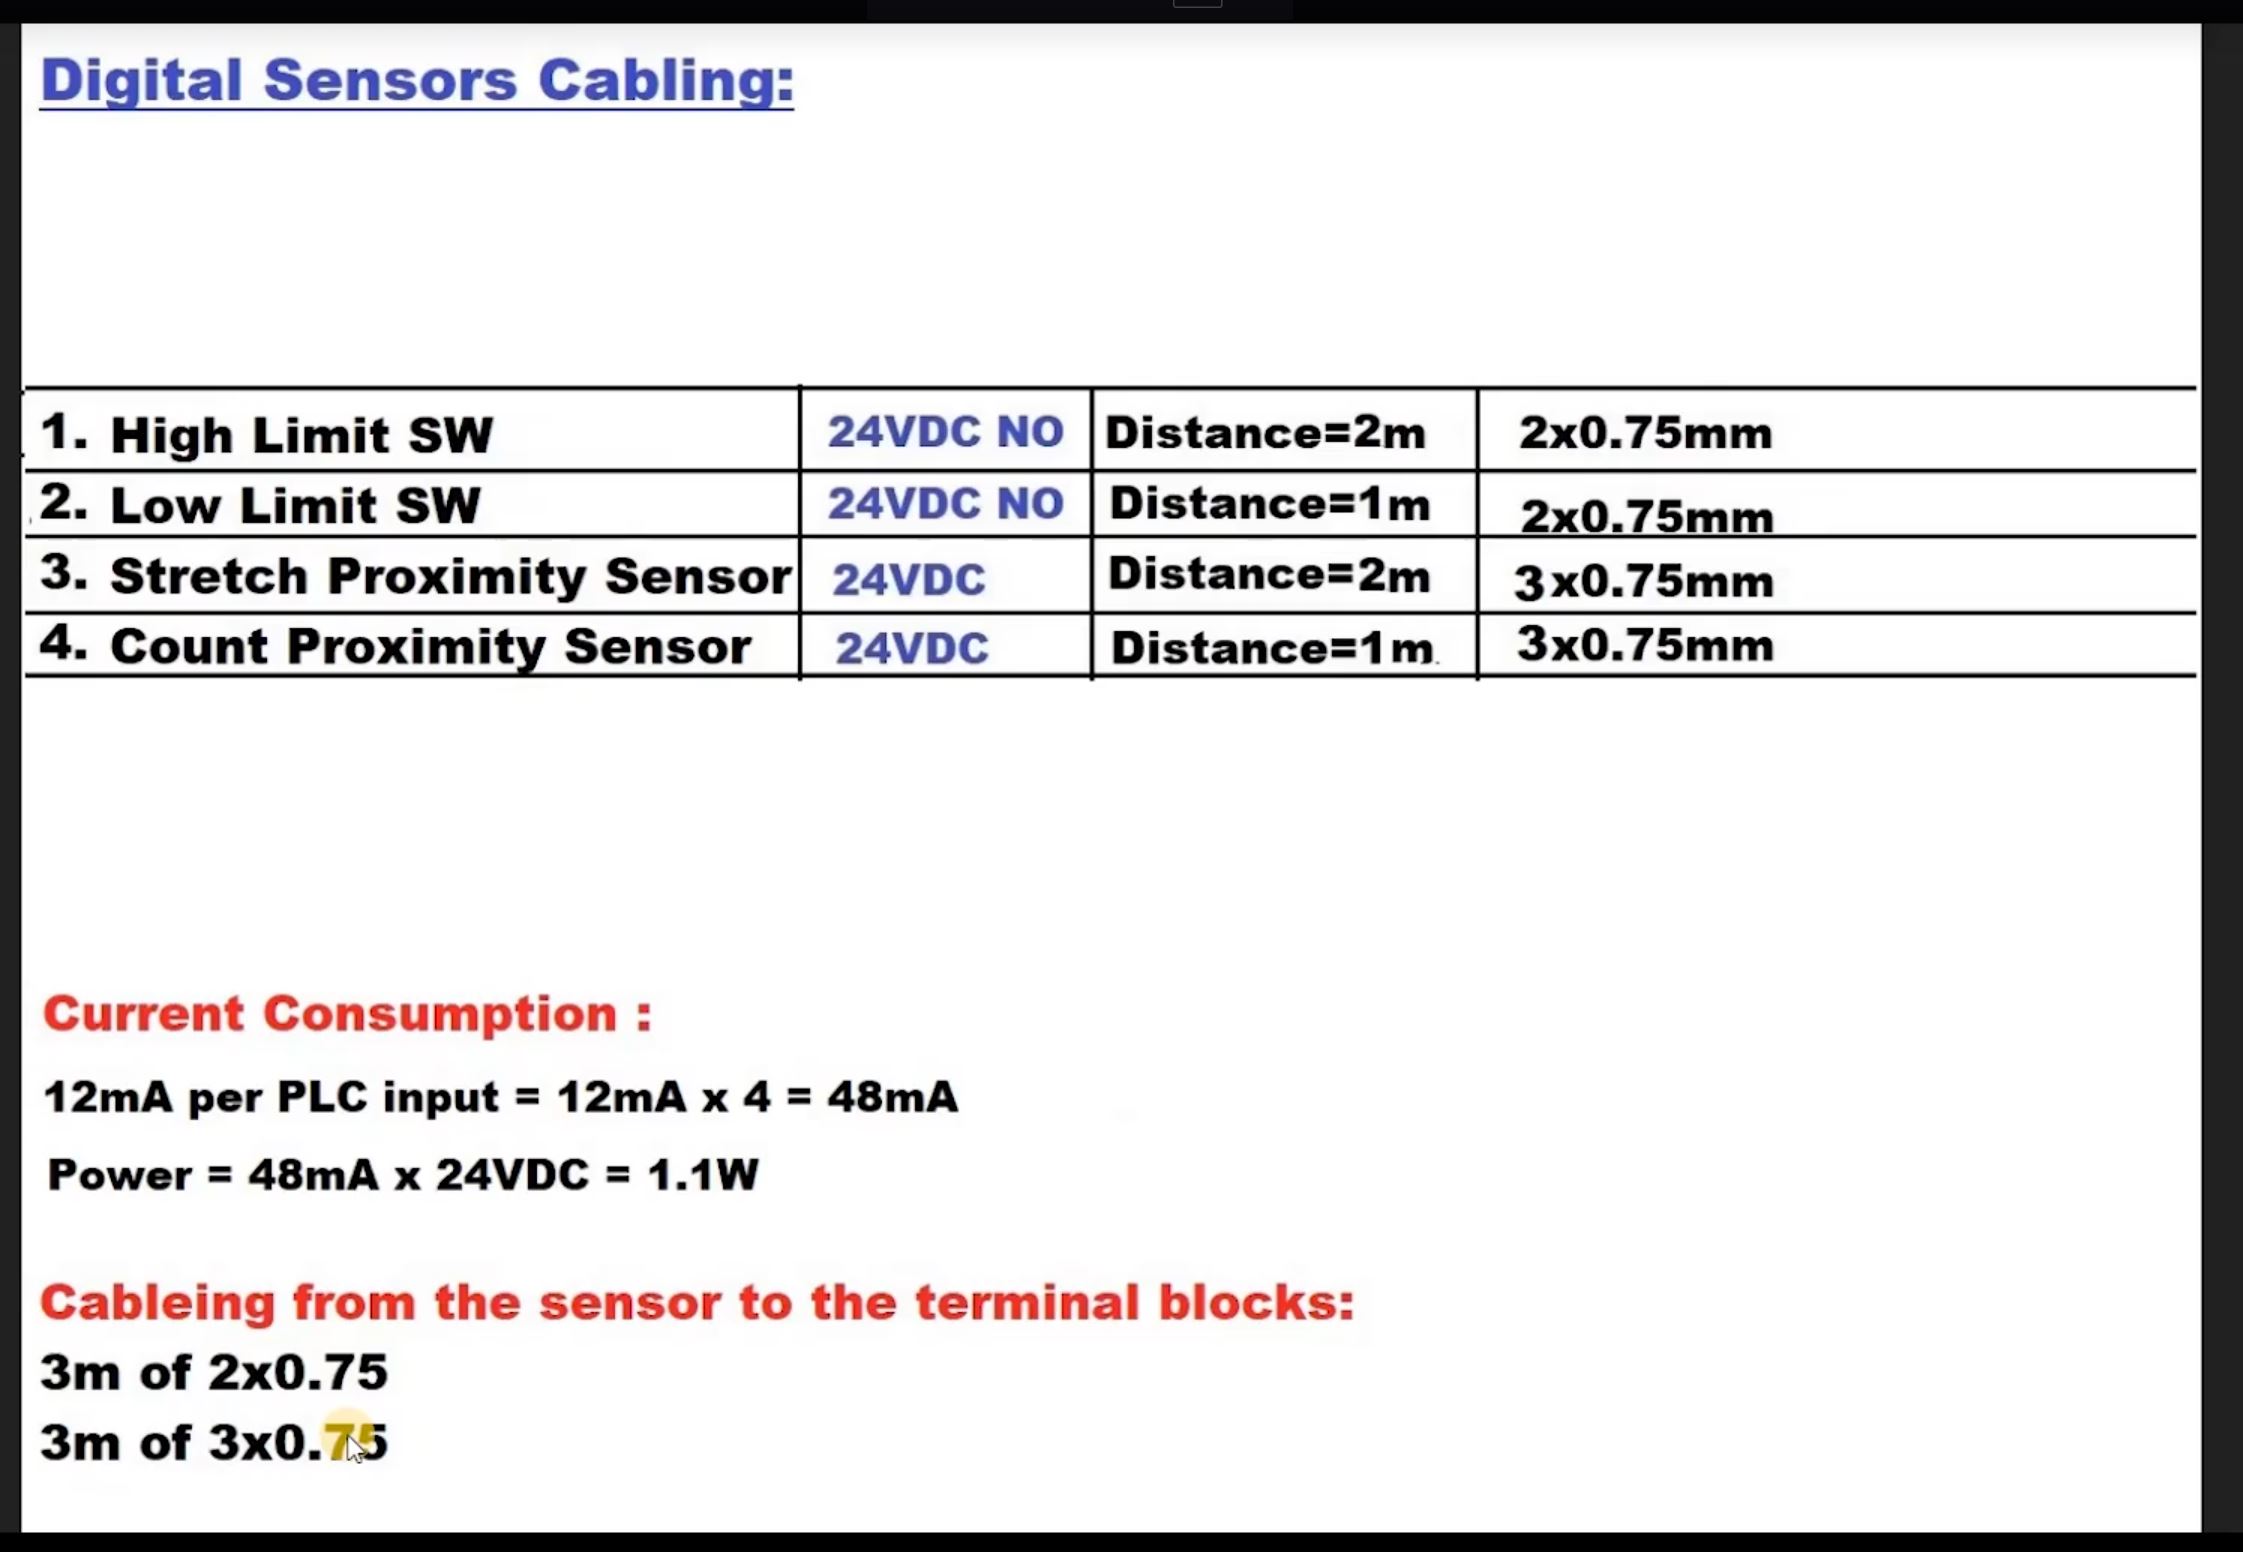 Digital Sensors Cabling:
1. High Limit SW 24VDC NO Distance=2m 2x0.75mm
2. Low Limit SW 24VDC NO Distance=1m 2x0.75mm
3. Stretch Proximity Sensor 24VDC Distance=2m 3x0.75mm
4. Count Proximity Sensor 24VDC Distance=1m. 3x0.75mm
Current Consumption :
12mA per PLC input = 12mA x 4 = 48mA
Power = 48mA x 24VDC = 1.1W
Cableing from the sensor to the terminal blocks:
3m of 2x0.75
3m of 3x0.75